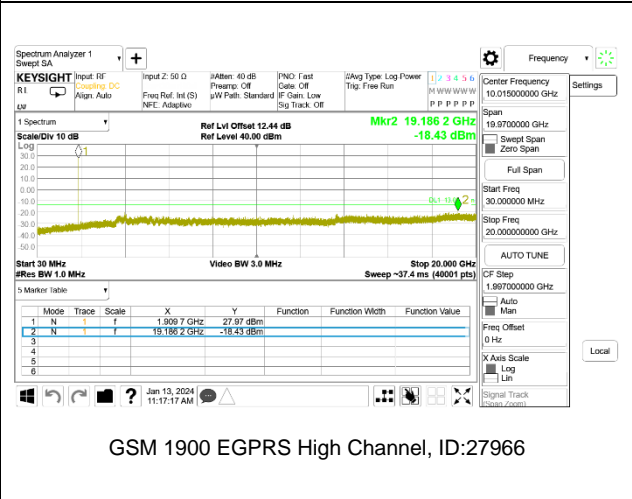 Spectrum Analyzer 1
Swept SA
Frequency
KEYSIGHT
Input: RF
Coupling: DC
Align: Auto
Input Z: 50 Ω
Freq Ref: Int (S)
NFE: Adaptive
#Atten: 40 dB
Preamp: Off
µW Path: Standard
PNO: Fast
Gate: Off
IF Gain: Low
Sig Track: Off
#Avg Type: Log-Power
Trig: Free Run
1 2 3 4 5 6
M W W W W W
P P P P P P
Center Frequency
10.015000000 GHz
Settings
Span
19.9700000 GHz
Swept Span
Zero Span
Full Span
Start Freq
30.000000 MHz
Stop Freq
20.000000000 GHz
AUTO TUNE
CF Step
1.997000000 GHz
Auto
Man
Freq Offset
0 Hz
X Axis Scale
Log
Lin
Signal Track
(Span Zoom)
Local
1 Spectrum
Scale/Div 10 dB
Ref Lvl Offset 12.44 dB
Ref Level 40.00 dBm
Mkr2 19.186 2 GHz
-18.43 dBm
Log
30.0
20.0
10.0
0.00
-10.0
-20.0
-30.0
-40.0
-50.0
1
2
Start 30 MHz
#Res BW 1.0 MHz
Video BW 3.0 MHz
Stop 20.000 GHz
Sweep ~37.4 ms (40001 pts)
5 Marker Table
Mode Trace Scale X Y Function Function Width Function Value
1 N 1 f 1.909 7 GHz 27.97 dBm
2 N 1 f 19.186 2 GHz -18.43 dBm
3
4
5
6
Jan 13, 2024
11:17:17 AM
GSM 1900 EGPRS High Channel, ID:27966